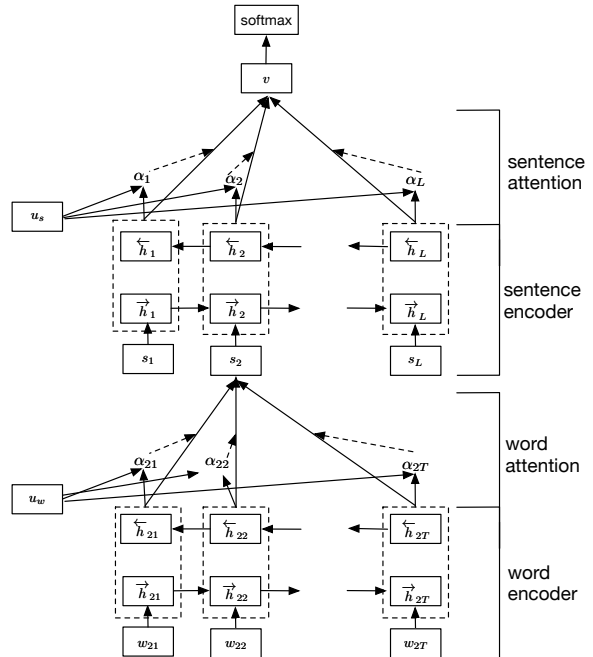 softmax
v
α1 α2 αL
sentence
attention
us
←h1 ←h2 ←hL
→h1 →h2 →hL
sentence
encoder
s1 s2 sL
α21 α22 α2T
word
attention
uw
←h21 ←h22 ←h2T
→h21 →h22 →h2T
word
encoder
w21 w22 w2T